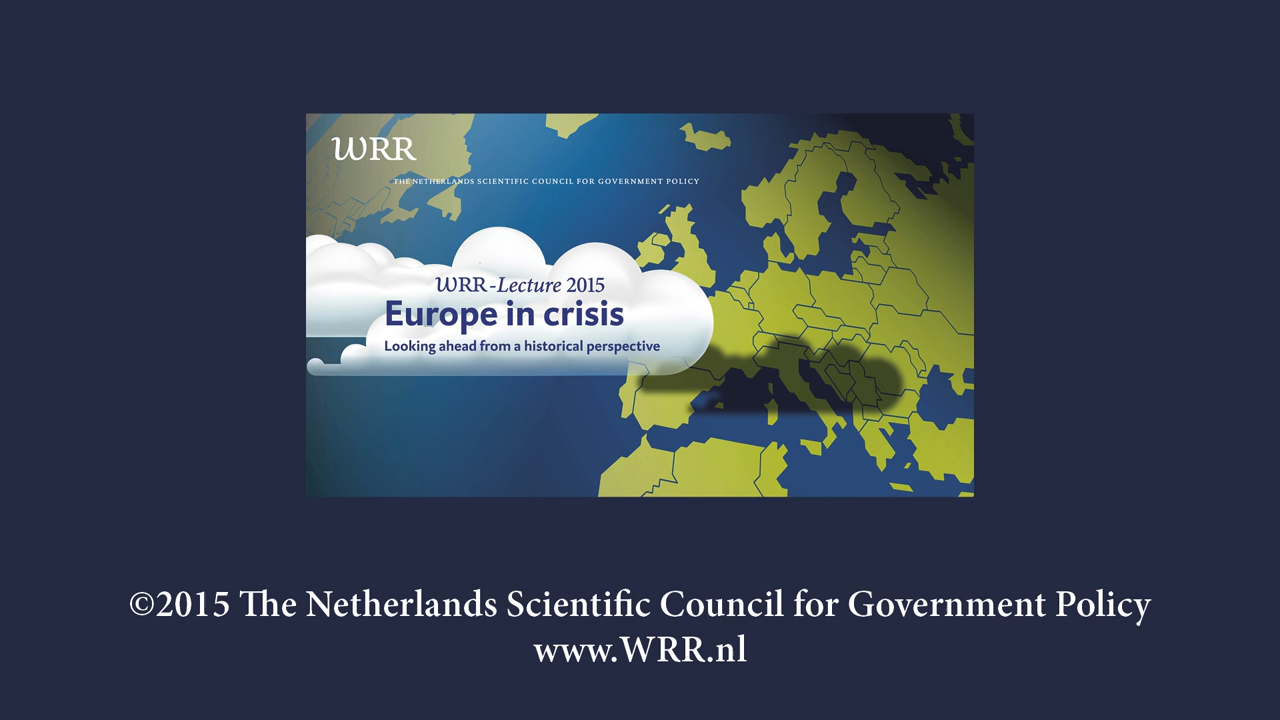 WRR
THE NETHERLANDS SCIENTIFIC COUNCIL FOR GOVERNMENT POLICY
WRR-Lecture 2015
Europe in crisis
Looking ahead from a historical perspective
©2015 The Netherlands Scientific Council for Government Policy
www.WRR.nl